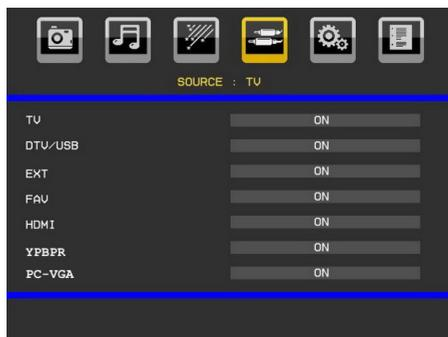 SOURCE : TV
TV ON
DTV/USB ON
EXT ON
FAV ON
HDMI ON
YPBPR ON
PC-VGA ON